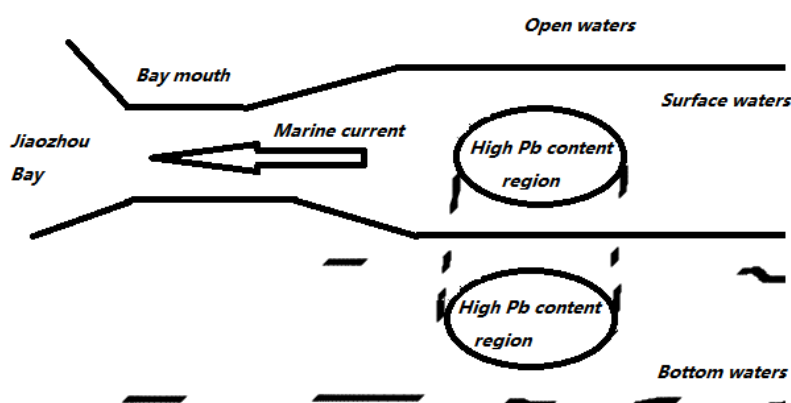 Open waters
Bay mouth
Surface waters
Marine current
Jiaozhou
Bay
High Pb content
region
High Pb content
region
Bottom waters